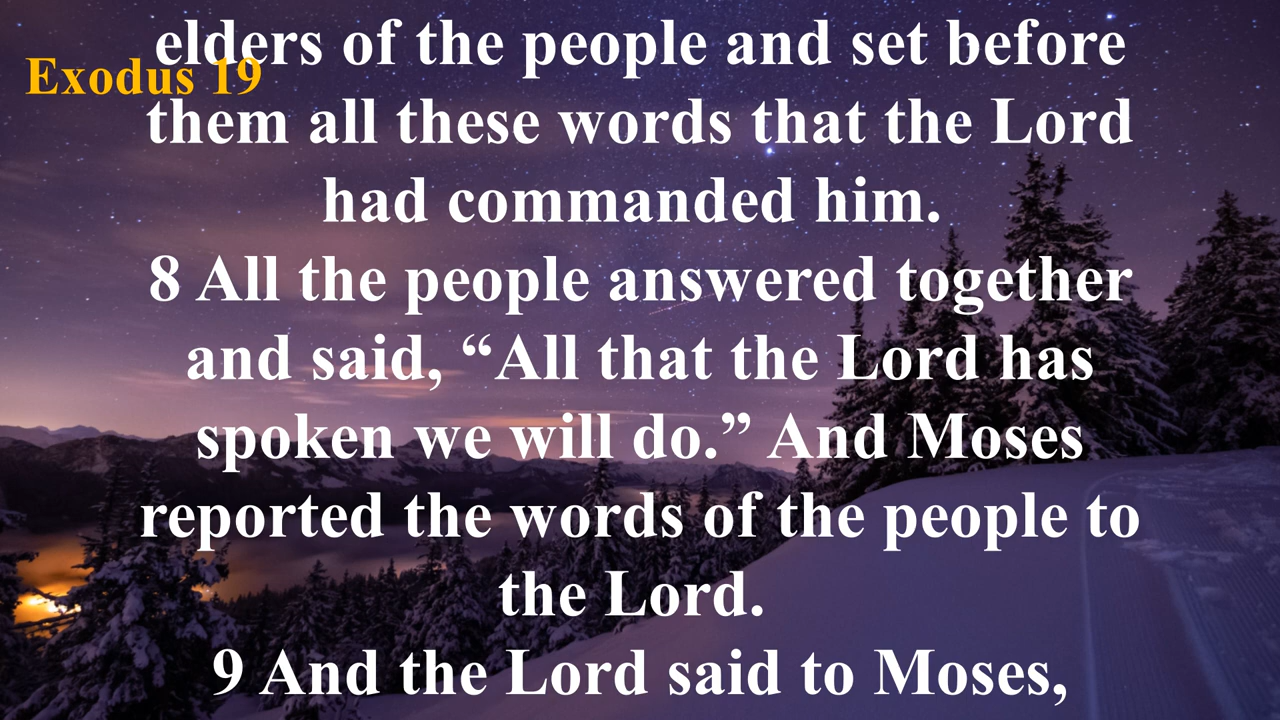 elders of the people and set before
Exodus 19
them all these words that the Lord
had commanded him.
8 All the people answered together
and said, “All that the Lord has
spoken we will do.” And Moses
reported the words of the people to
the Lord.
9 And the Lord said to Moses,